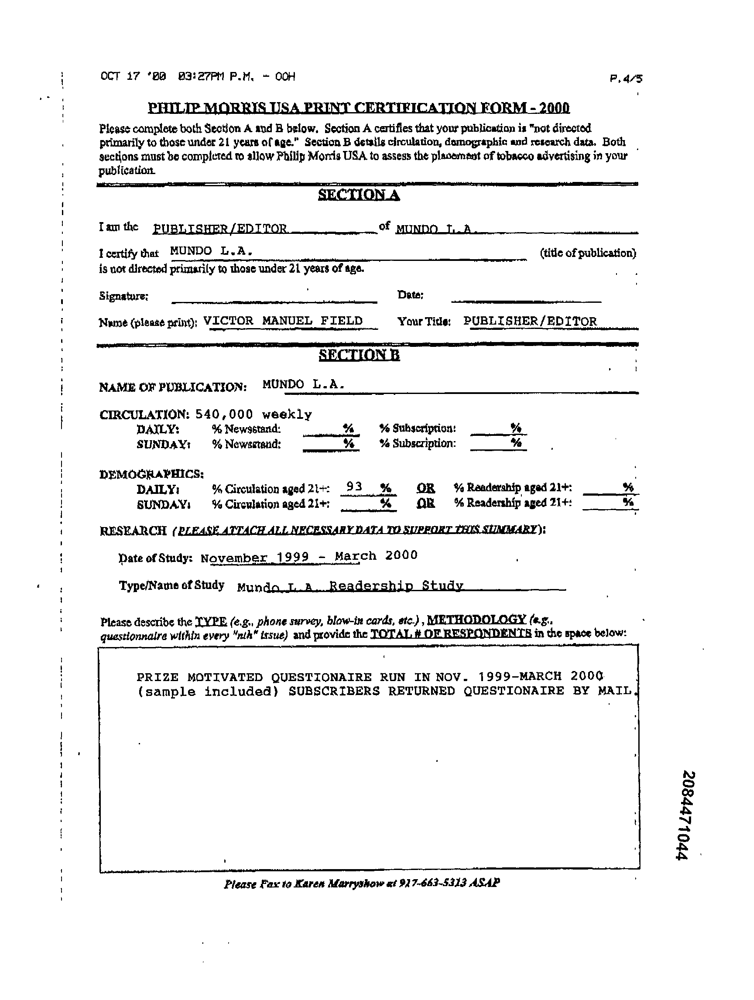 OCT 17 '00 03:27PM P.M. - OOH P.4/5
PHILIP MORRIS USA PRINT CERTIFICATION FORM - 2000
Please complete both Section A and B below. Section A certifies that your publication is "not directed
primarily to those under 21 years of age." Section B details circulation, demographic and research data. Both
sections must be completed to allow Philip Morris USA to assess the placement of tobacco advertising in your
publication.
SECTION A
I am the PUBLISHER/EDITOR of MUNDO L.A.
I certify that MUNDO L.A. (title of publication)
is not directed primarily to those under 21 years of age.
Signature: Date:
Name (please print): VICTOR MANUEL FIELD Your Title: PUBLISHER/EDITOR
SECTION B
NAME OF PUBLICATION: MUNDO L.A.
CIRCULATION: 540,000 weekly
DAILY: % Newsstand: % % Subscription: %
SUNDAY: % Newsstand: % % Subscription: %
DEMOGRAPHICS:
DAILY: % Circulation aged 21+: 93 % OR % Readership aged 21+: %
SUNDAY: % Circulation aged 21+: % OR % Readership aged 21+: %
RESEARCH (PLEASE ATTACH ALL NECESSARY DATA TO SUPPORT THIS SUMMARY):
Date of Study: November 1999 - March 2000
Type/Name of Study Mundo L.A. Readership Study
Please describe the TYPE (e.g., phone survey, blow-in cards, etc.), METHODOLOGY (e.g.,
questionnaire within every "nth" issue) and provide the TOTAL # OF RESPONDENTS in the space below:
PRIZE MOTIVATED QUESTIONAIRE RUN IN NOV. 1999-MARCH 2000
(sample included) SUBSCRIBERS RETURNED QUESTIONAIRE BY MAIL.
2084471044
Please Fax to Karen Marryshow at 917-663-5313 ASAP